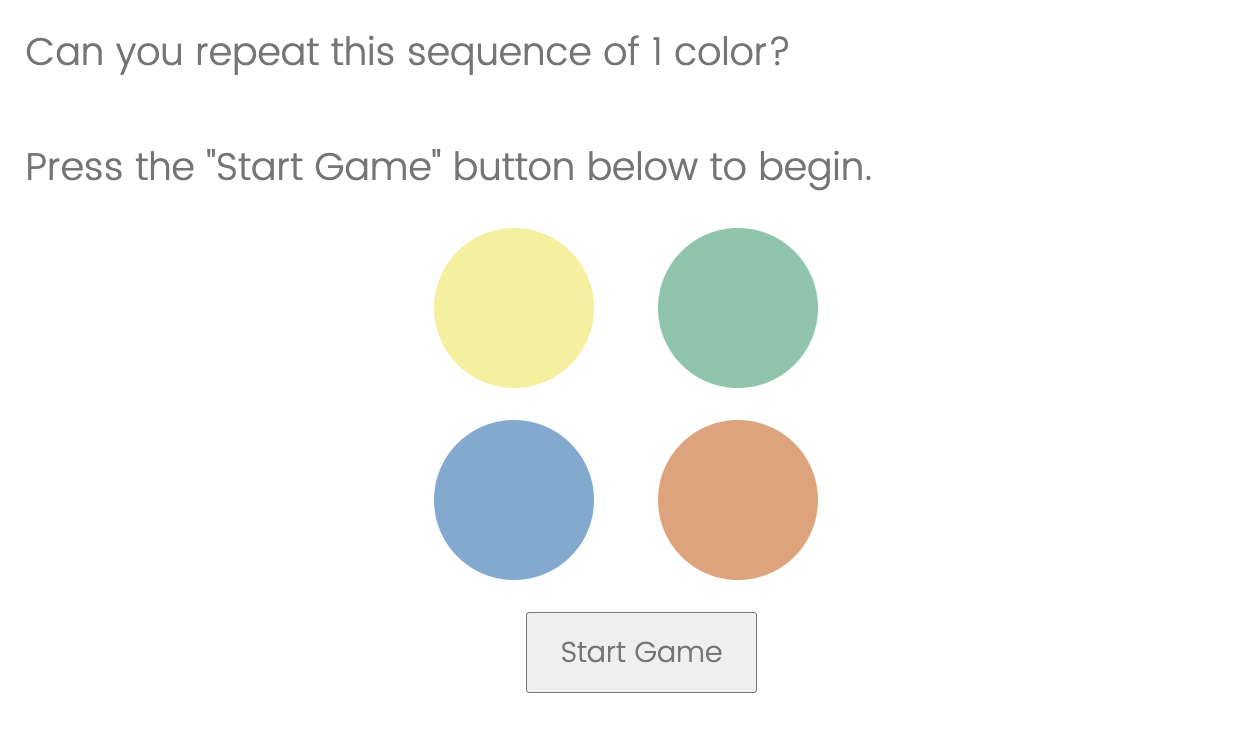 Can you repeat this sequence of 1 color?
Press the "Start Game" button below to begin.
Start Game